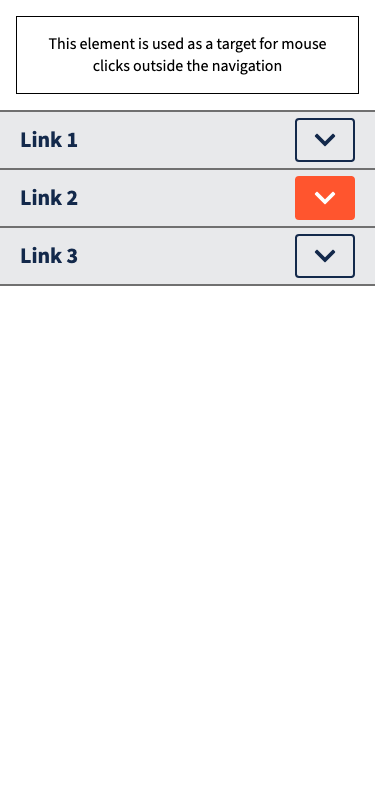 This element is used as a target for mouse
clicks outside the navigation
Link 1
Link 2
Link 3